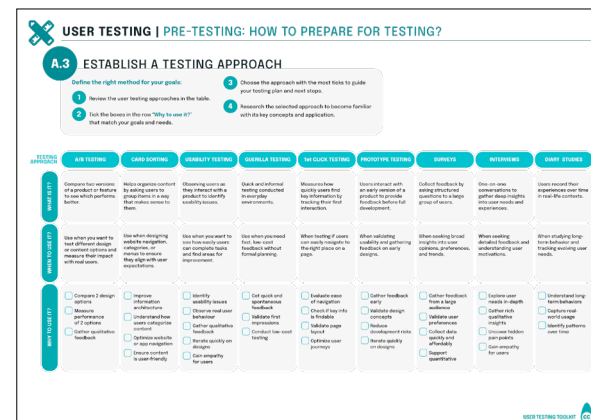 USER TESTING | PRE-TESTING: HOW TO PREPARE FOR TESTING?
A.3
ESTABLISH A TESTING APPROACH
Define the right method for your goals:
1 Review the user testing approaches in the table.
2 Tick the boxes in the row "Why to use it?"
that match your goals and needs.
3 Choose the approach with the most ticks to guide
your testing plan and next steps.
4 Research the selected approach to become familiar
with its key concepts and application.
TESTING
APPROACH
A/B TESTING
CARD SORTING
USABILITY TESTING
GUERILLA TESTING
1st CLICK TESTING
PROTOTYPE TESTING
SURVEYS
INTERVIEWS
DIARY STUDIES
WHAT IS IT?
Compare two versions
of a product or feature
to see which performs
better.
Helps organize content
by asking users to
group items in a way
that makes sense to
them.
Observing users as
they interact with a
product to identify
usability issues.
Quick and informal
testing conducted
in everyday
environments.
Measures how
quickly users find
key information by
tracking their first
interaction.
Users interact with
an early version of
a product to provide
feedback before full
development.
Collect feedback by
asking structured
questions to a large
group of users.
One-on-one
conversations to
gather deep insights
into user needs and
experiences.
Users record their
experiences over time
in real-life contexts.
WHEN TO USE IT?
Use when you want to
test different design
or content options and
measure their impact
with real users.
Use when designing
website navigation,
categories, or
menus to ensure
they align with user
expectations.
Use when you want to
see how easily users
can complete tasks
and find areas for
improvement.
Use when you need
fast, low-cost
feedback without
formal planning.
When testing if users
can easily navigate to
the right place on a
page.
When validating
usability and gathering
feedback on early
designs.
When seeking broad
insights into user
opinions, preferences,
and trends.
When seeking
detailed feedback and
understanding user
motivations.
When studying long-
term behavior and
tracking evolving user
needs.
WHY TO USE IT?
Compare 2 design
options
Measure
performance
of 2 options
Gather qualitative
feedback
Improve
information
architecture
Understand how
users categorise
content
Optimize website
or app navigation
Ensure content
is user-friendly
Identify
usability issues
Observe real user
behaviour
Gather qualitative
feedback
Iterate quickly on
designs
Gain empathy
for users
Get quick and
spontaneous
feedback
Validate first
impressions
Conduct low-cost
testing
Evaluate ease
of navigation
Check if key info
is findable
Validate page
layout
Optimize user
journeys
Gather feedback
early
Validate design
concepts
Reduce
development risks
Iterate quickly
on designs
Gather feedback
from a large
audience
Validate user
preferences
Collect data
quickly and
affordably
Support
quantitative
Explore user
needs in-depth
Gather rich
qualitative
insights
Uncover hidden
pain points
Gain empathy
for users
Understand long-
term behaviors
Capture real-
world usage
Identify patterns
over time
USER TESTING TOOLKIT
cc